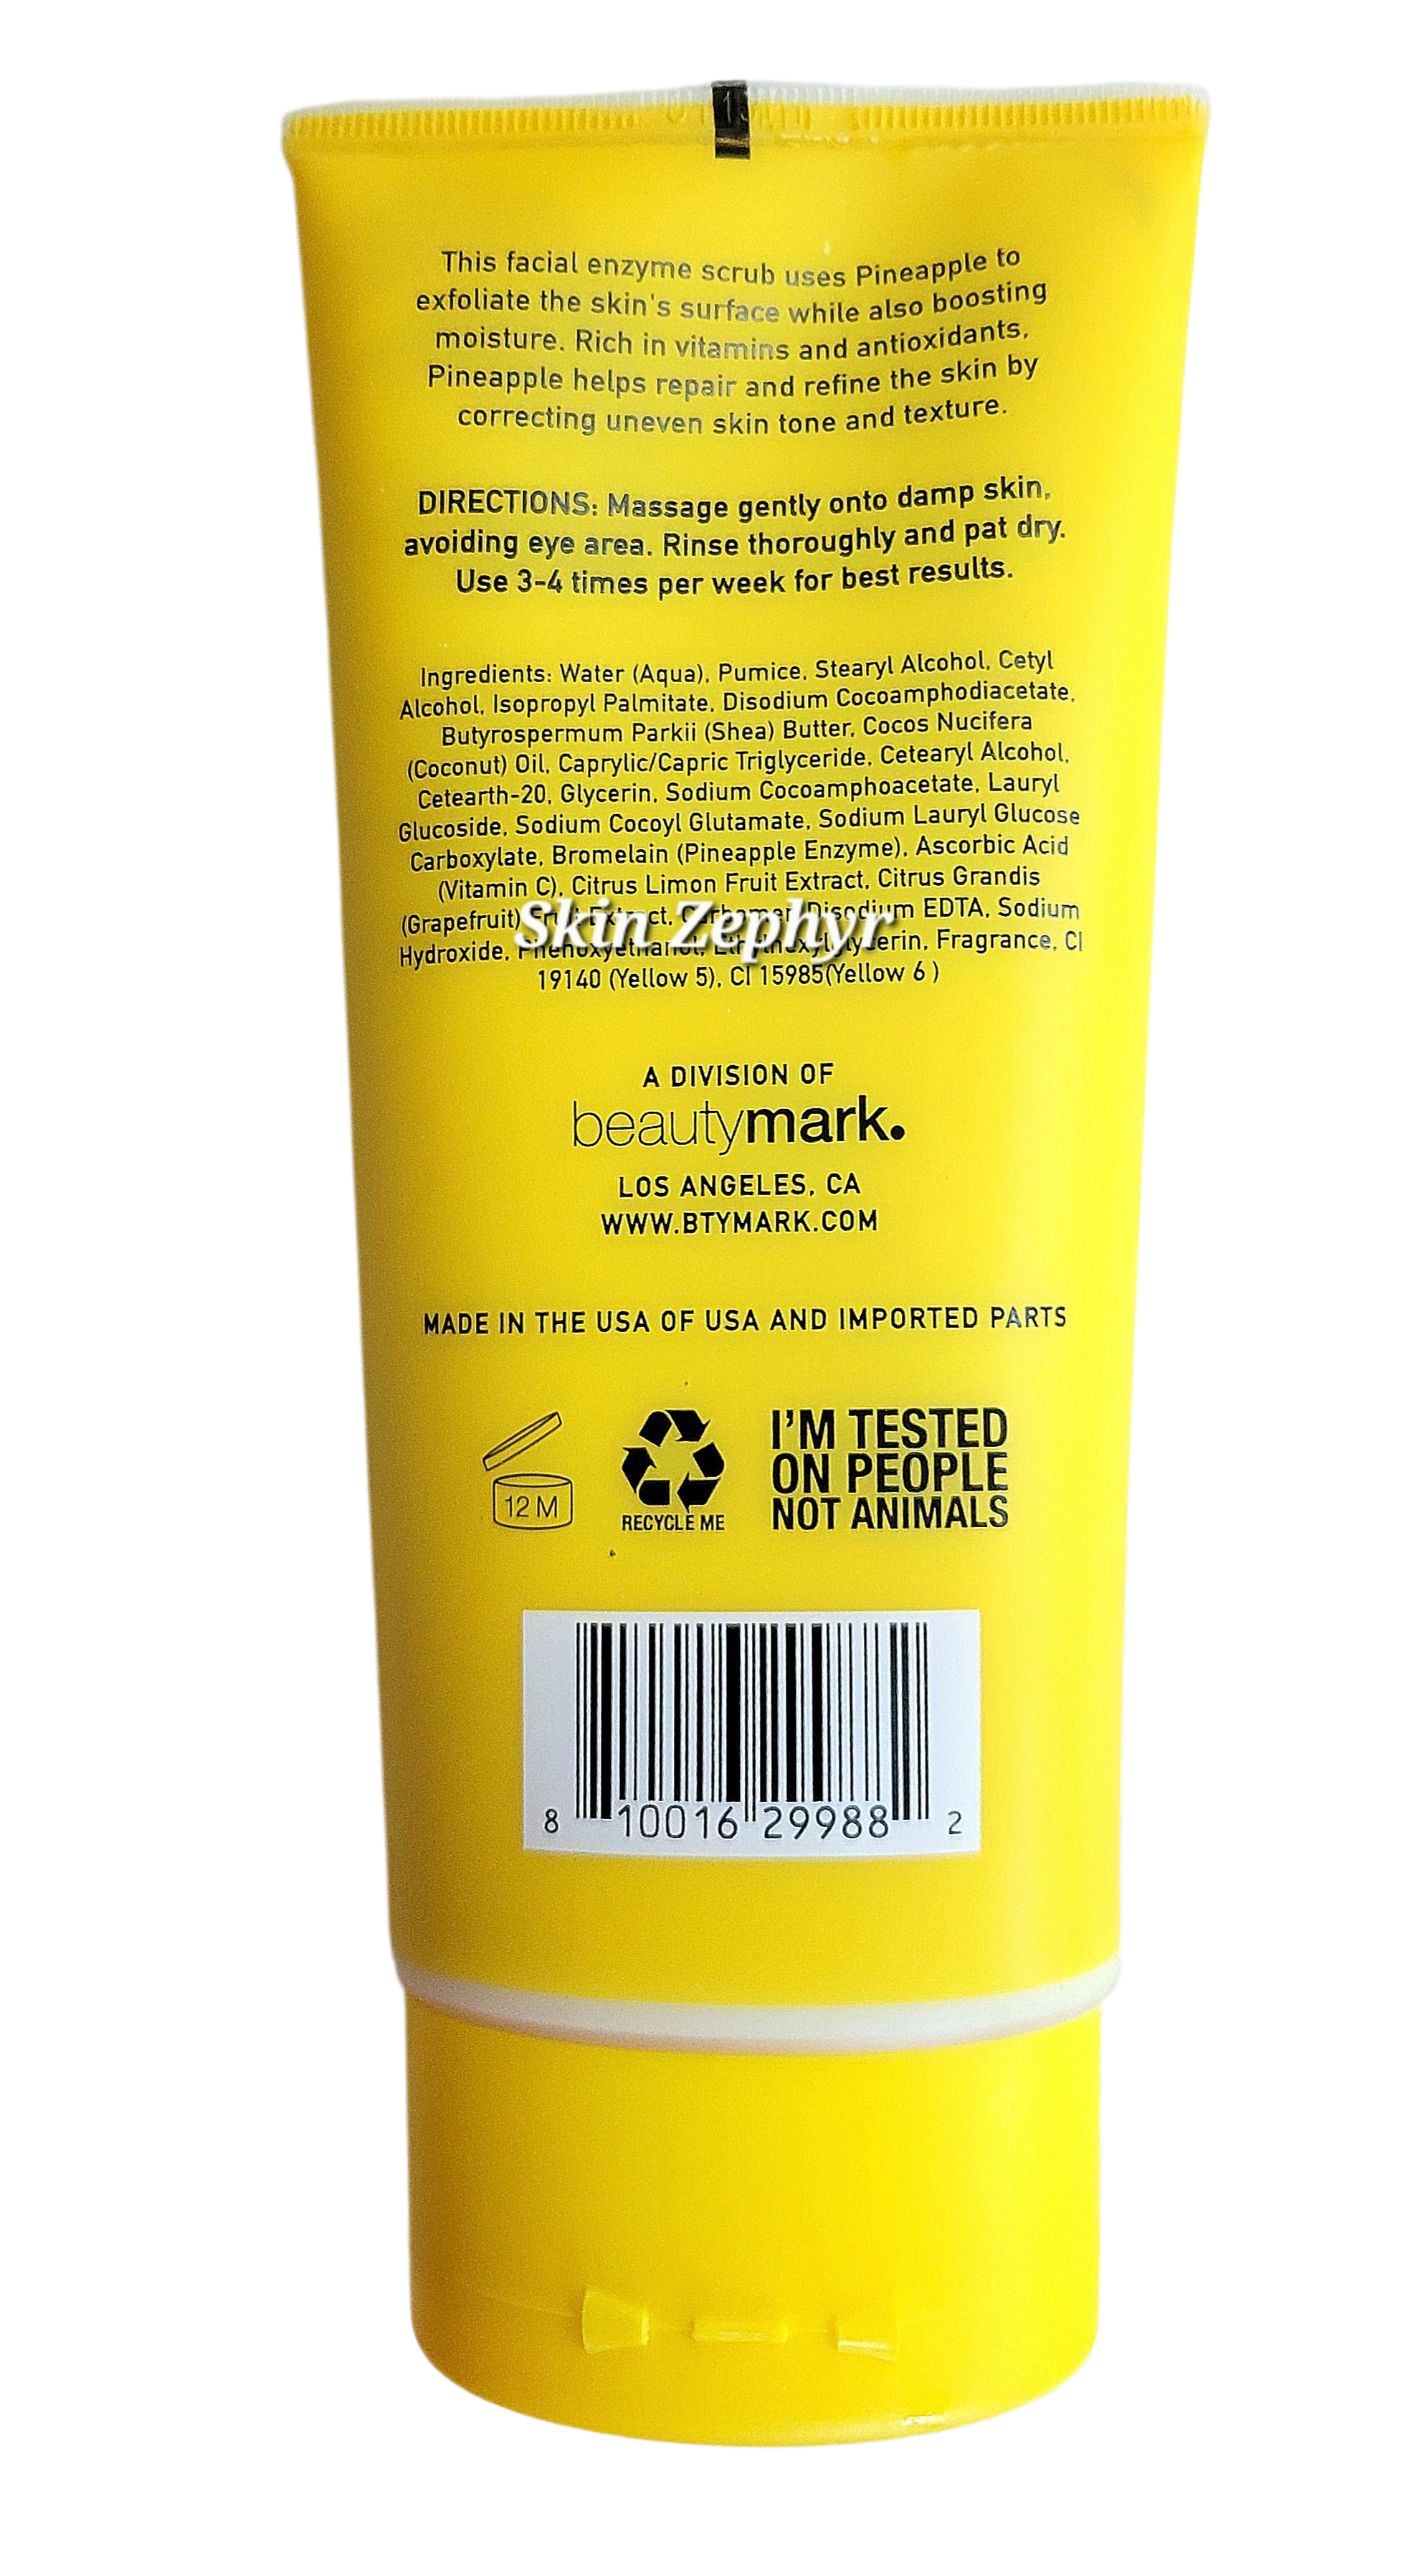 This facial enzyme scrub uses Pineapple to
exfoliate the skin's surface while also boosting
moisture. Rich in vitamins and antioxidants,
Pineapple helps repair and refine the skin by
correcting uneven skin tone and texture.
DIRECTIONS: Massage gently onto damp skin,
avoiding eye area. Rinse thoroughly and pat dry.
Use 3-4 times per week for best results.
Ingredients: Water (Aqua), Pumice, Stearyl Alcohol, Cetyl
Alcohol, Isopropyl Palmitate, Disodium Cocoamphodiacetate,
Butyrospermum Parkii (Shea) Butter, Cocos Nucifera
(Coconut) Oil, Caprylic/Capric Triglyceride, Cetearyl Alcohol,
Cetearth-20, Glycerin, Sodium Cocoamphoacetate, Lauryl
Glucoside, Sodium Cocoyl Glutamate, Sodium Lauryl Glucose
Carboxylate, Bromelain (Pineapple Enzyme), Ascorbic Acid
(Vitamin C), Citrus Limon Fruit Extract, Citrus Grandis
(Grapefruit) Fruit Extract, Carbomer, Disodium EDTA, Sodium
Skin Zephyr
Hydroxide, Phenoxyethanol, Ethylhexylglycerin, Fragrance, CI
19140 (Yellow 5), CI 15985(Yellow 6 )
A DIVISION OF
beautymark.
LOS ANGELES, CA
WWW.BTYMARK.COM
MADE IN THE USA OF USA AND IMPORTED PARTS
12 M
RECYCLE ME
I'M TESTED
ON PEOPLE
NOT ANIMALS
8 10016 29988 2